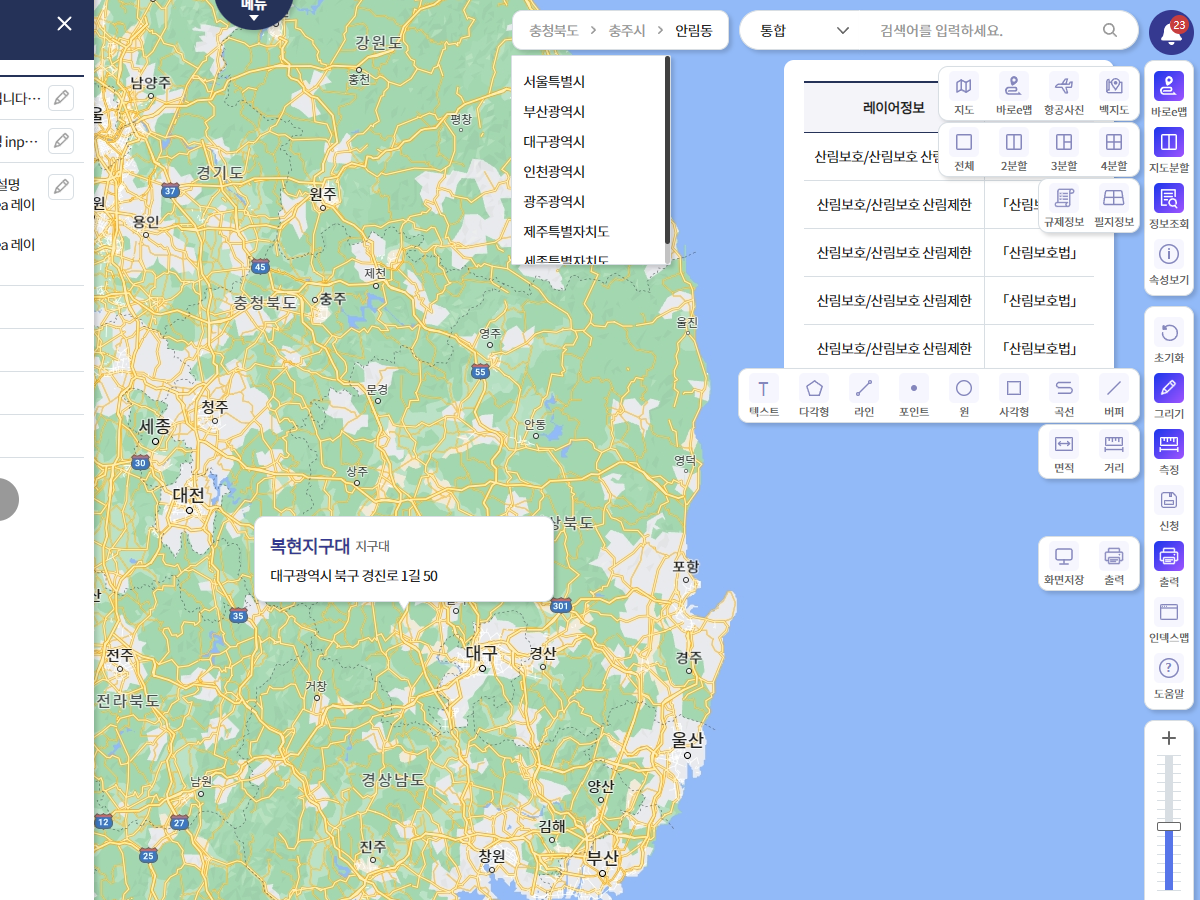 메뉴
충청북도 > 충주시 > 안림동
통합
검색어를 입력하세요.
23
서울특별시
부산광역시
대구광역시
인천광역시
광주광역시
제주특별자치도
세종특별자치도
니다…
inp…
설명
ea 레이
ea 레이
레이어정보
산림보호/산림보호 산림
산림보호/산림보호 산림제한
산림보호/산림보호 산림제한
「산림보호법」
산림보호/산림보호 산림제한
「산림보호법」
산림보호/산림보호 산림제한
「산림보호법」
지도
바로e맵
항공사진
백지도
전체
2분할
3분할
4분할
규제정보
필지정보
바로e맵
지도분할
정보조회
속성보기
초기화
그리기
측정
신청
출력
인덱스맵
도움말
텍스트
다각형
라인
포인트
원
사각형
곡선
버퍼
면적
거리
화면저장
출력
강원도
홍천
남양주
평창
경기도
37
원주
용인
45
제천
충청북도
충주
울진
영주
55
문경
청주
세종
안동
30
상주
영덕
대전
상북도
복현지구대 지구대
대구광역시 북구 경진로 1길 50
포항
35
301
전주
대구
경산
경주
거창
전라북도
울산
경상남도
남원
양산
12
27
김해
진주
25
창원
부산